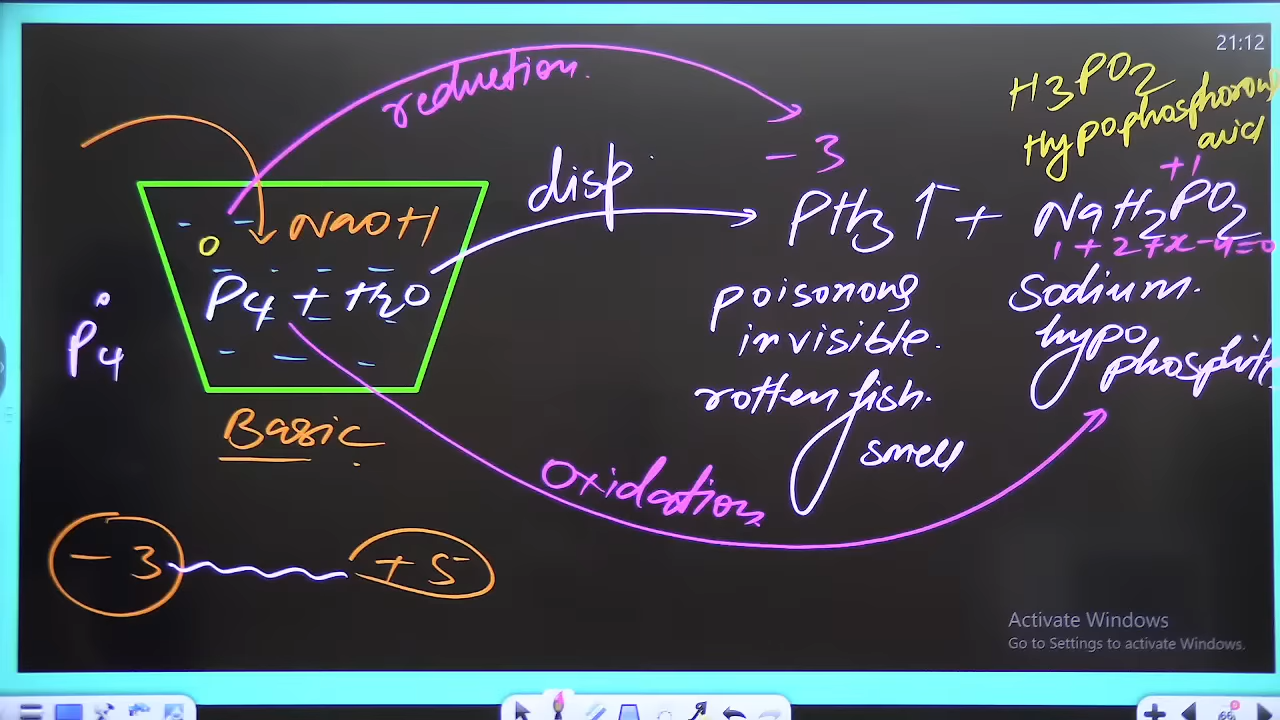 21:12
H3PO2
Hypophosphorous
acid
reduction.
-3
+1
disp
NaOH
0
P4 + H2O
PH3 ↑ + NaH2PO2
1+2+x-4=0
0
P4
poisonous
invisible.
rotten fish.
smell
Sodium.
hypo
phosphite
Basic
Oxidation
-3
+5
Activate Windows
Go to Settings to activate Windows.